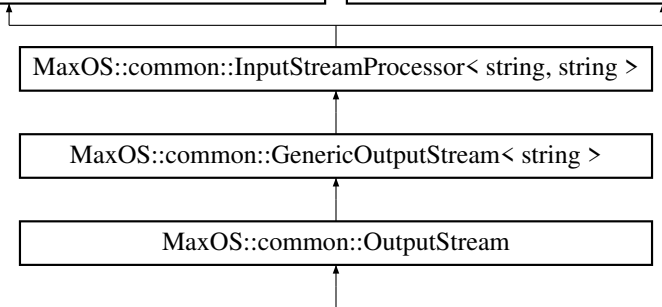 MaxOS::common::InputStreamProcessor< string, string >
MaxOS::common::GenericOutputStream< string >
MaxOS::common::OutputStream